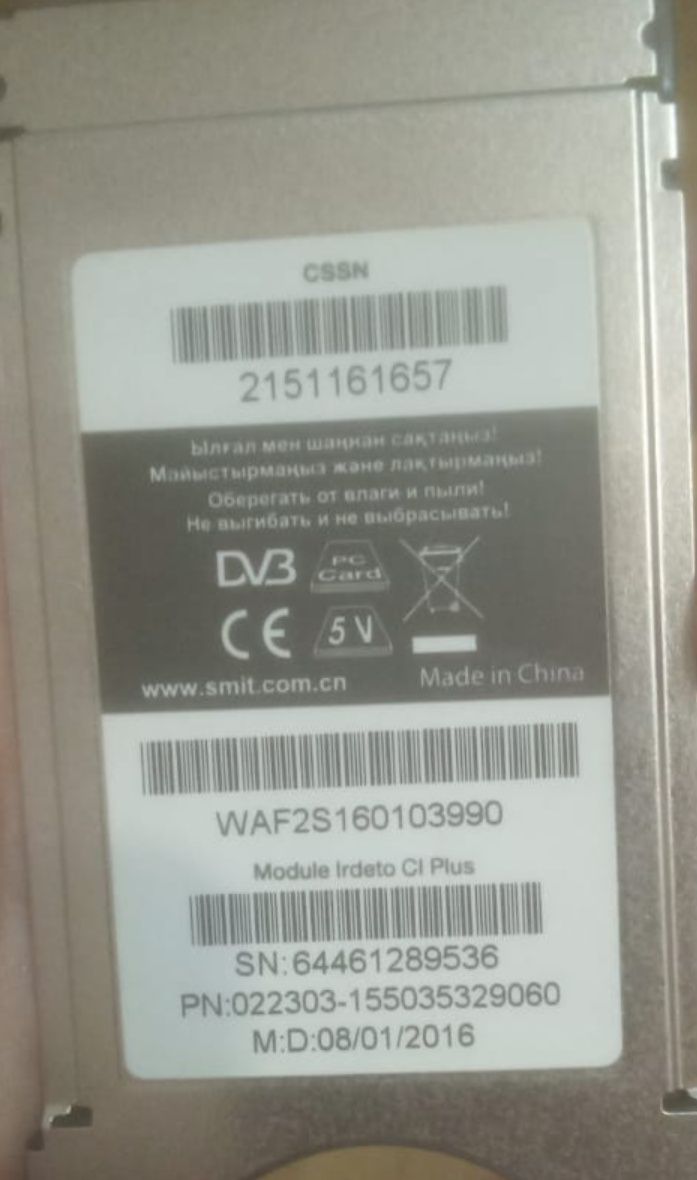 CSSN
2151161657
Ылғал мен шаңнан сақтаңыз!
Майыстырмаңыз және лақтырмаңыз!
Оберегать от влаги и пыли!
Не выгибать и не выбрасывать!
DVB PC Card
CE 5 V
www.smit.com.cn Made in China
WAF2S160103990
Module Irdeto CI Plus
SN:64461289536
PN:022303-155035329060
M:D:08/01/2016